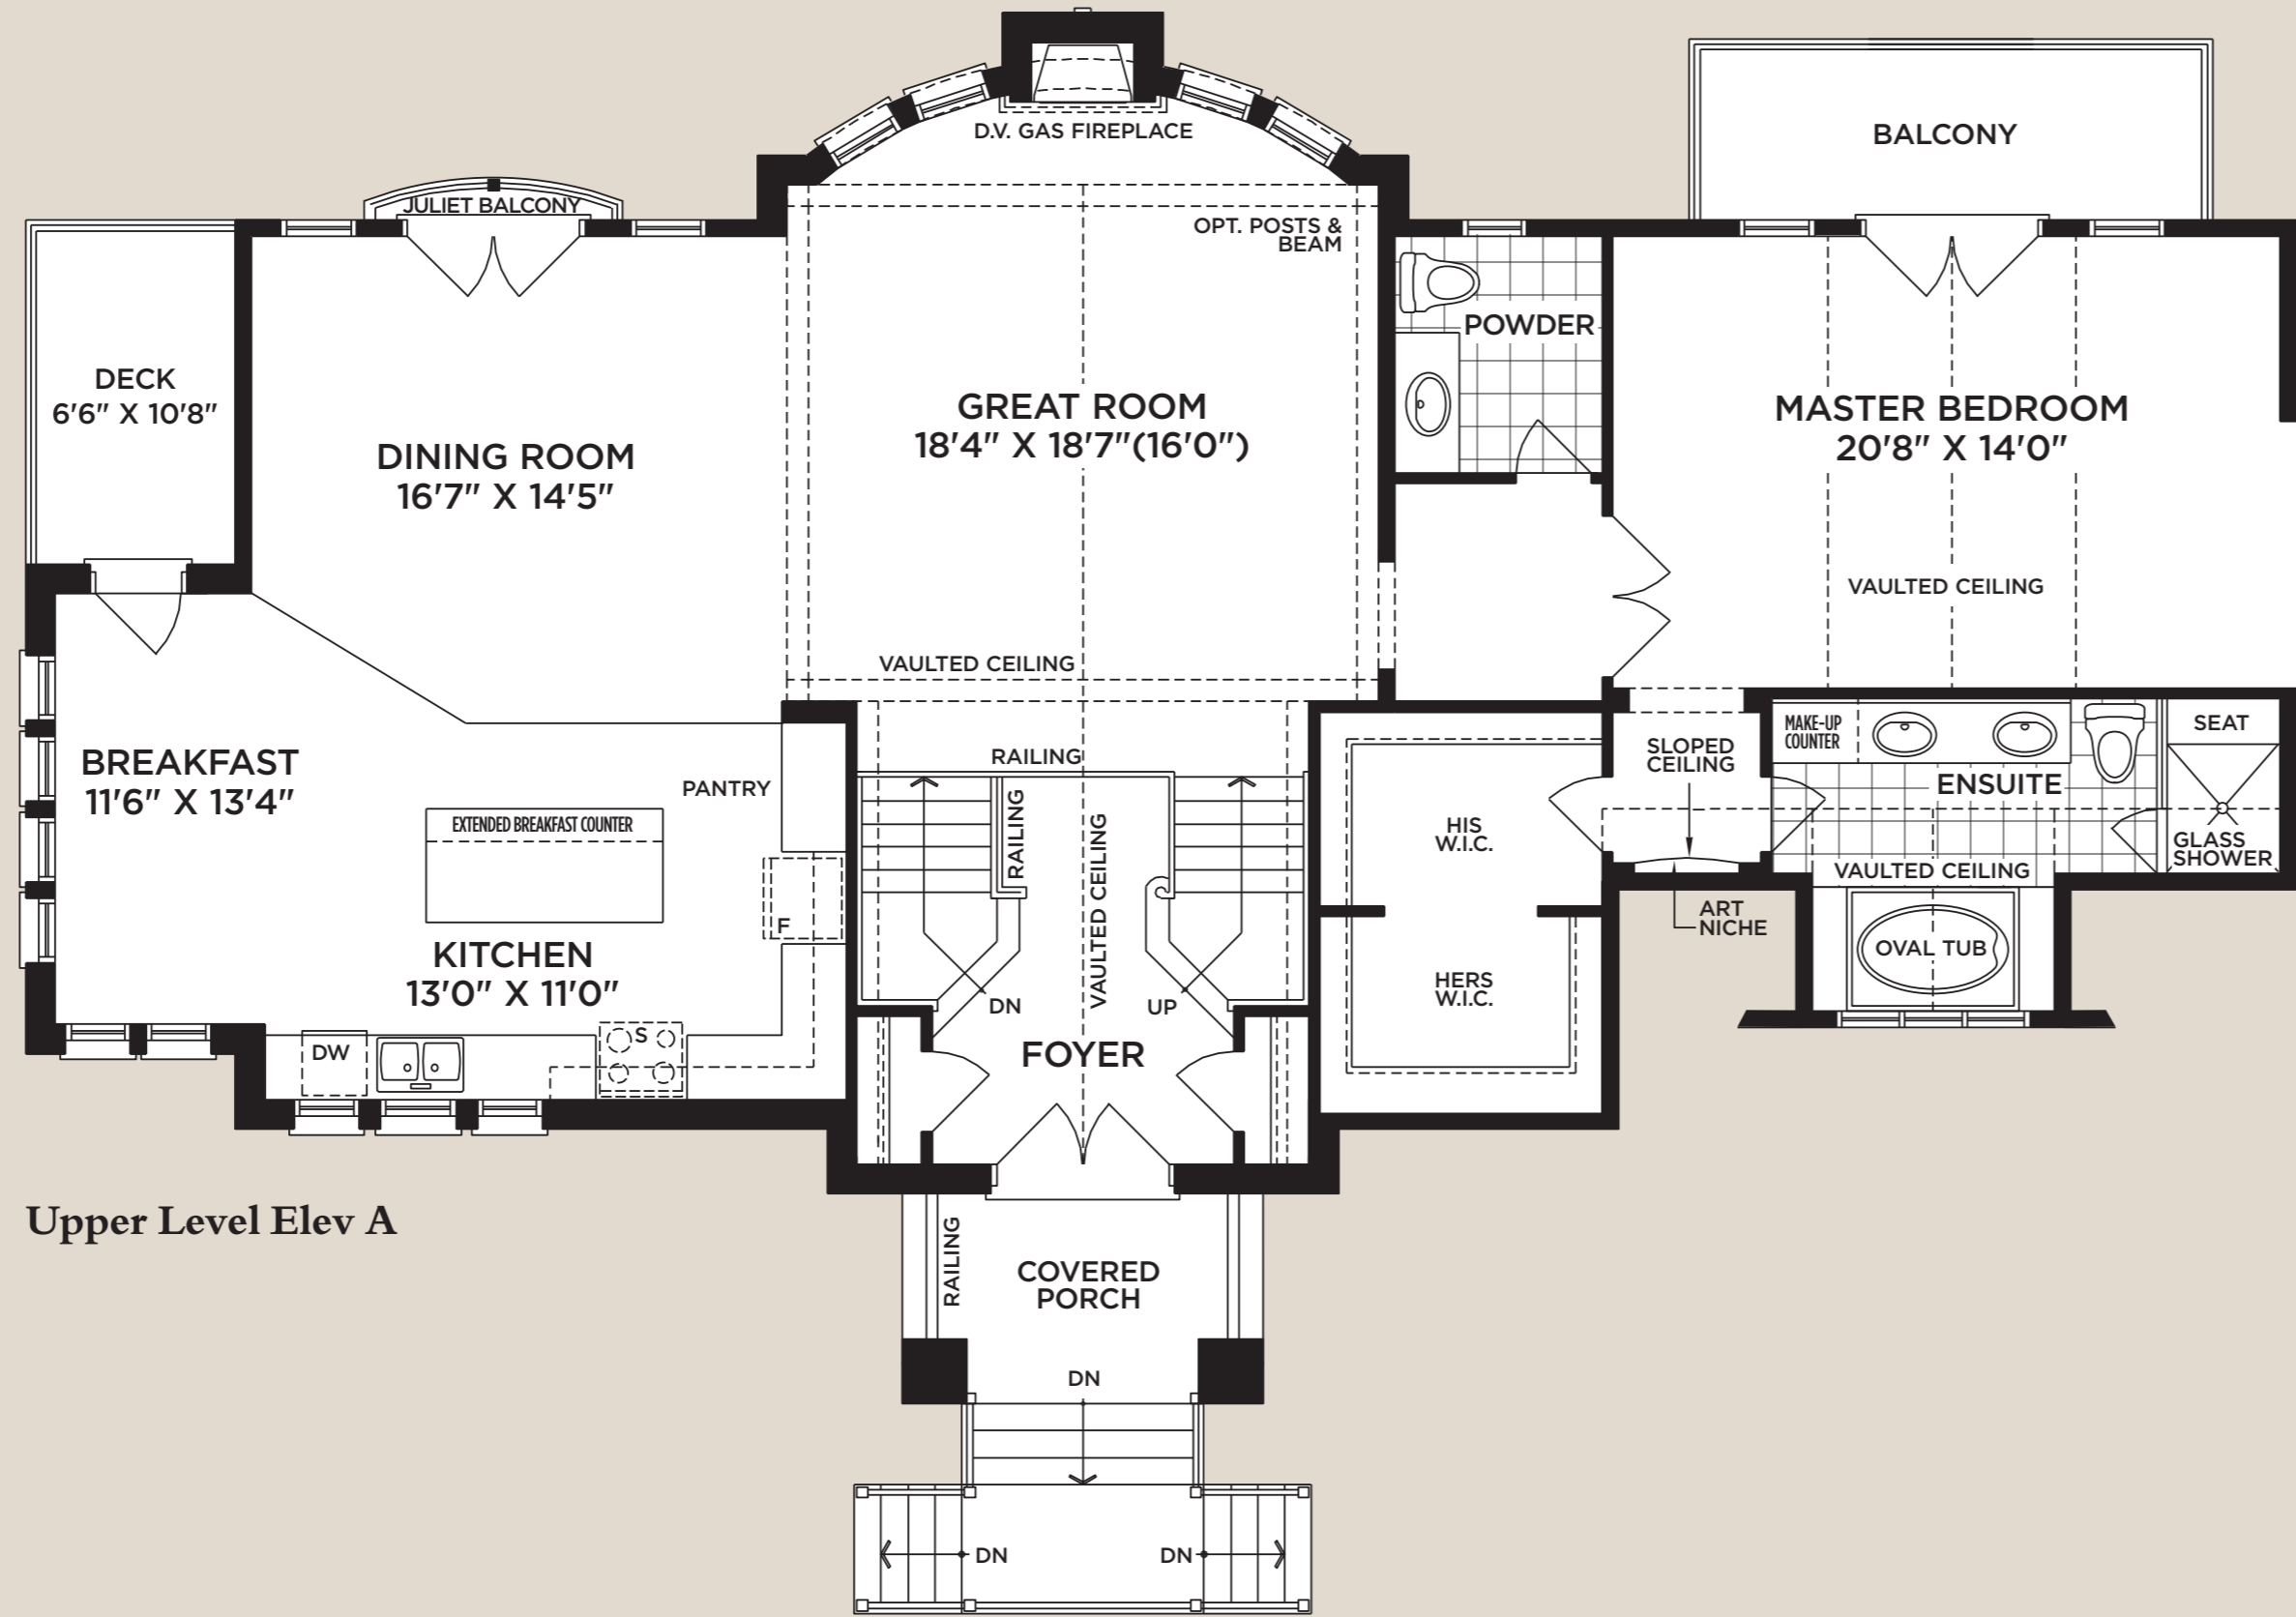 D.V. GAS FIREPLACE
BALCONY
JULIET BALCONY
OPT. POSTS &
BEAM
POWDER
DECK
6'6" X 10'8"
DINING ROOM
16'7" X 14'5"
GREAT ROOM
18'4" X 18'7"(16'0")
MASTER BEDROOM
20'8" X 14'0"
VAULTED CEILING
VAULTED CEILING
BREAKFAST
11'6" X 13'4"
PANTRY
EXTENDED BREAKFAST COUNTER
F
KITCHEN
13'0" X 11'0"
DW
S
RAILING
RAILING
VAULTED CEILING
DN
UP
FOYER
HIS
W.I.C.
HERS
W.I.C.
SLOPED
CEILING
ART
NICHE
MAKE-UP
COUNTER
ENSUITE
SEAT
GLASS
SHOWER
VAULTED CEILING
OVAL TUB
Upper Level Elev A
RAILING
COVERED
PORCH
DN
DN
DN